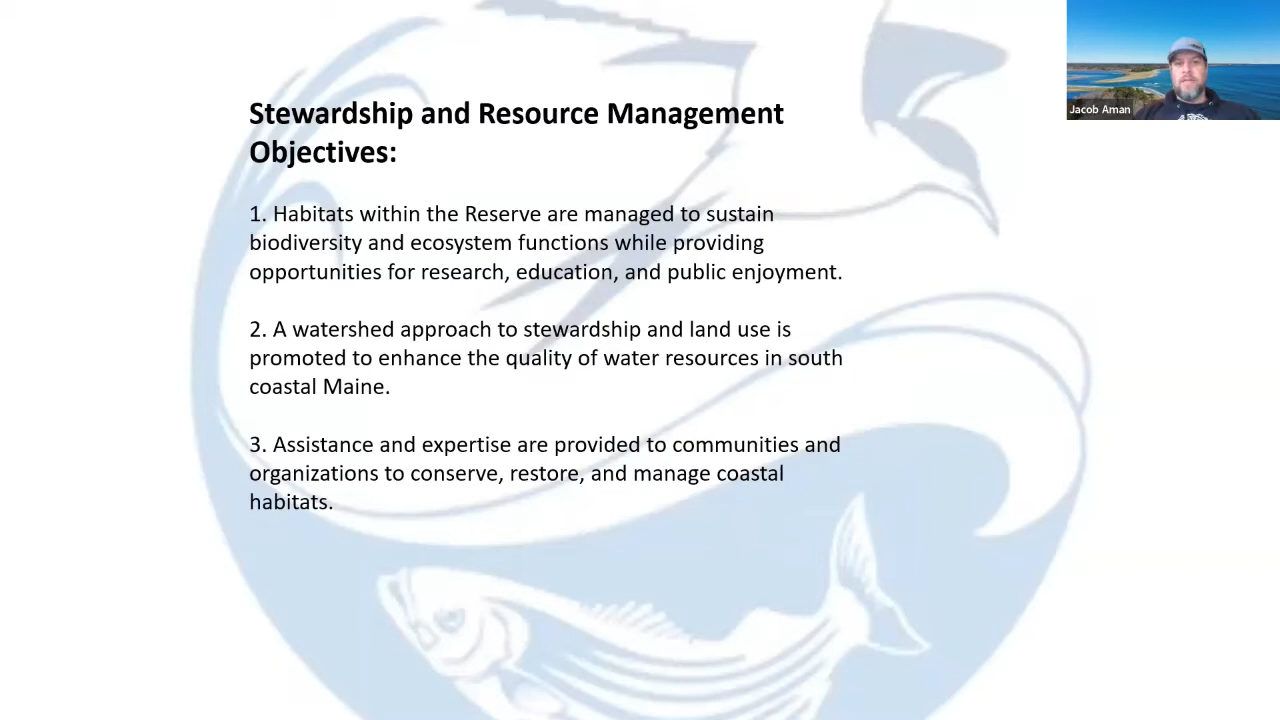 Stewardship and Resource Management
Objectives:
1. Habitats within the Reserve are managed to sustain
biodiversity and ecosystem functions while providing
opportunities for research, education, and public enjoyment.
2. A watershed approach to stewardship and land use is
promoted to enhance the quality of water resources in south
coastal Maine.
3. Assistance and expertise are provided to communities and
organizations to conserve, restore, and manage coastal
habitats.
Jacob Aman